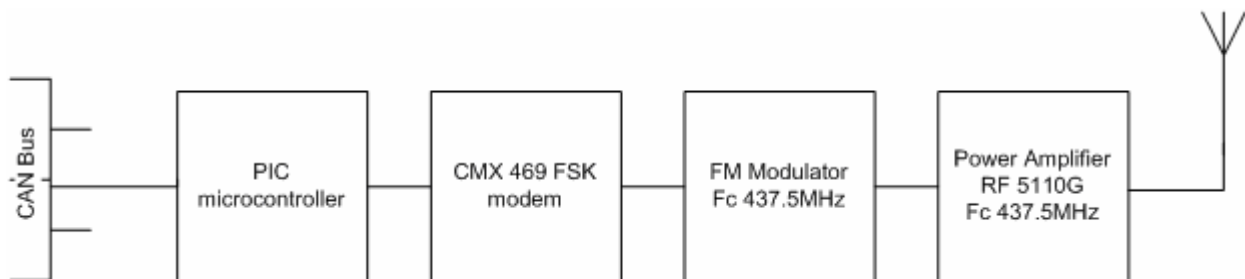 CAN Bus
PIC
microcontroller
CMX 469 FSK
modem
FM Modulator
Fc 437.5MHz
Power Amplifier
RF 5110G
Fc 437.5MHz